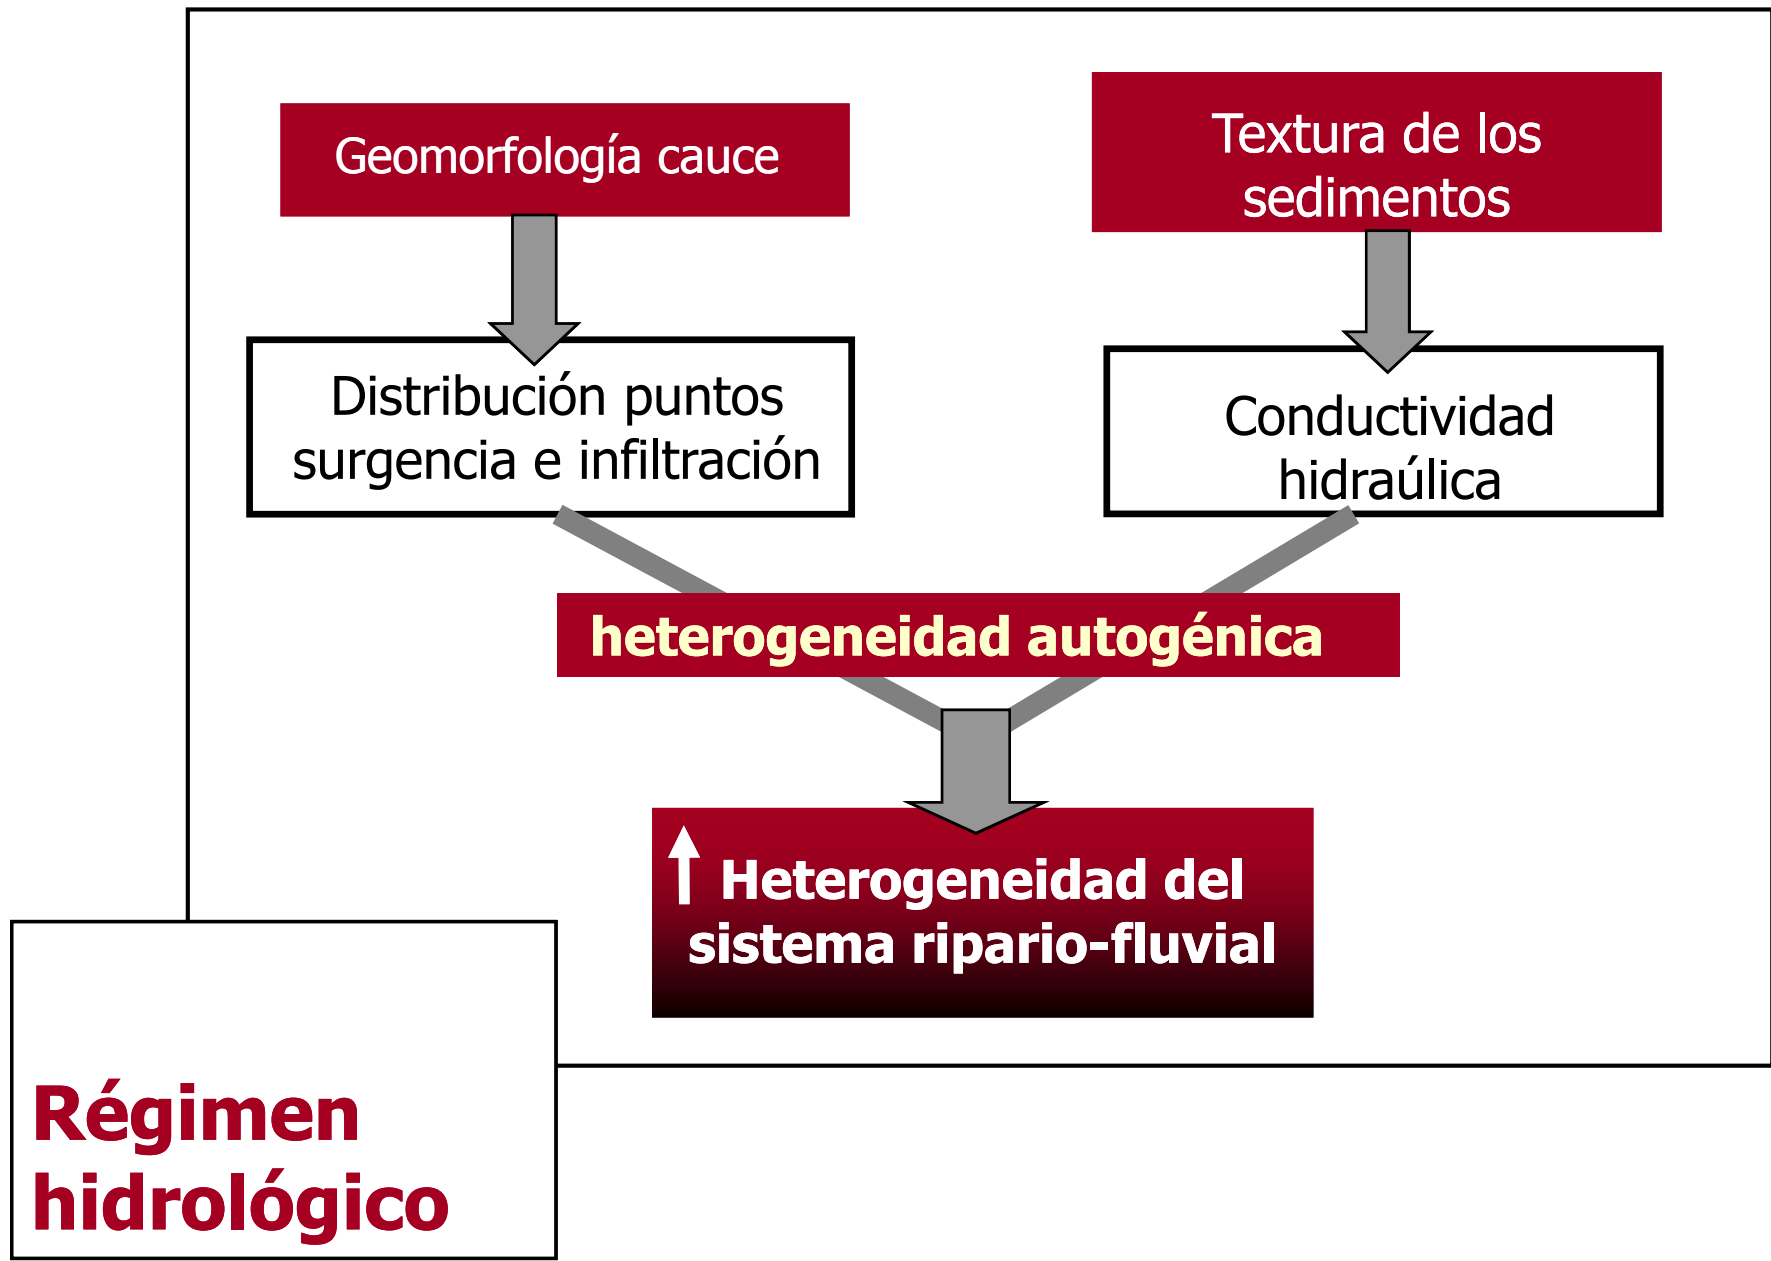 Geomorfología cauce
Textura de los
sedimentos
Distribución puntos
surgencia e infiltración
Conductividad
hidraúlica
heterogeneidad autogénica
Heterogeneidad del
sistema ripario-fluvial
Régimen
hidrológico